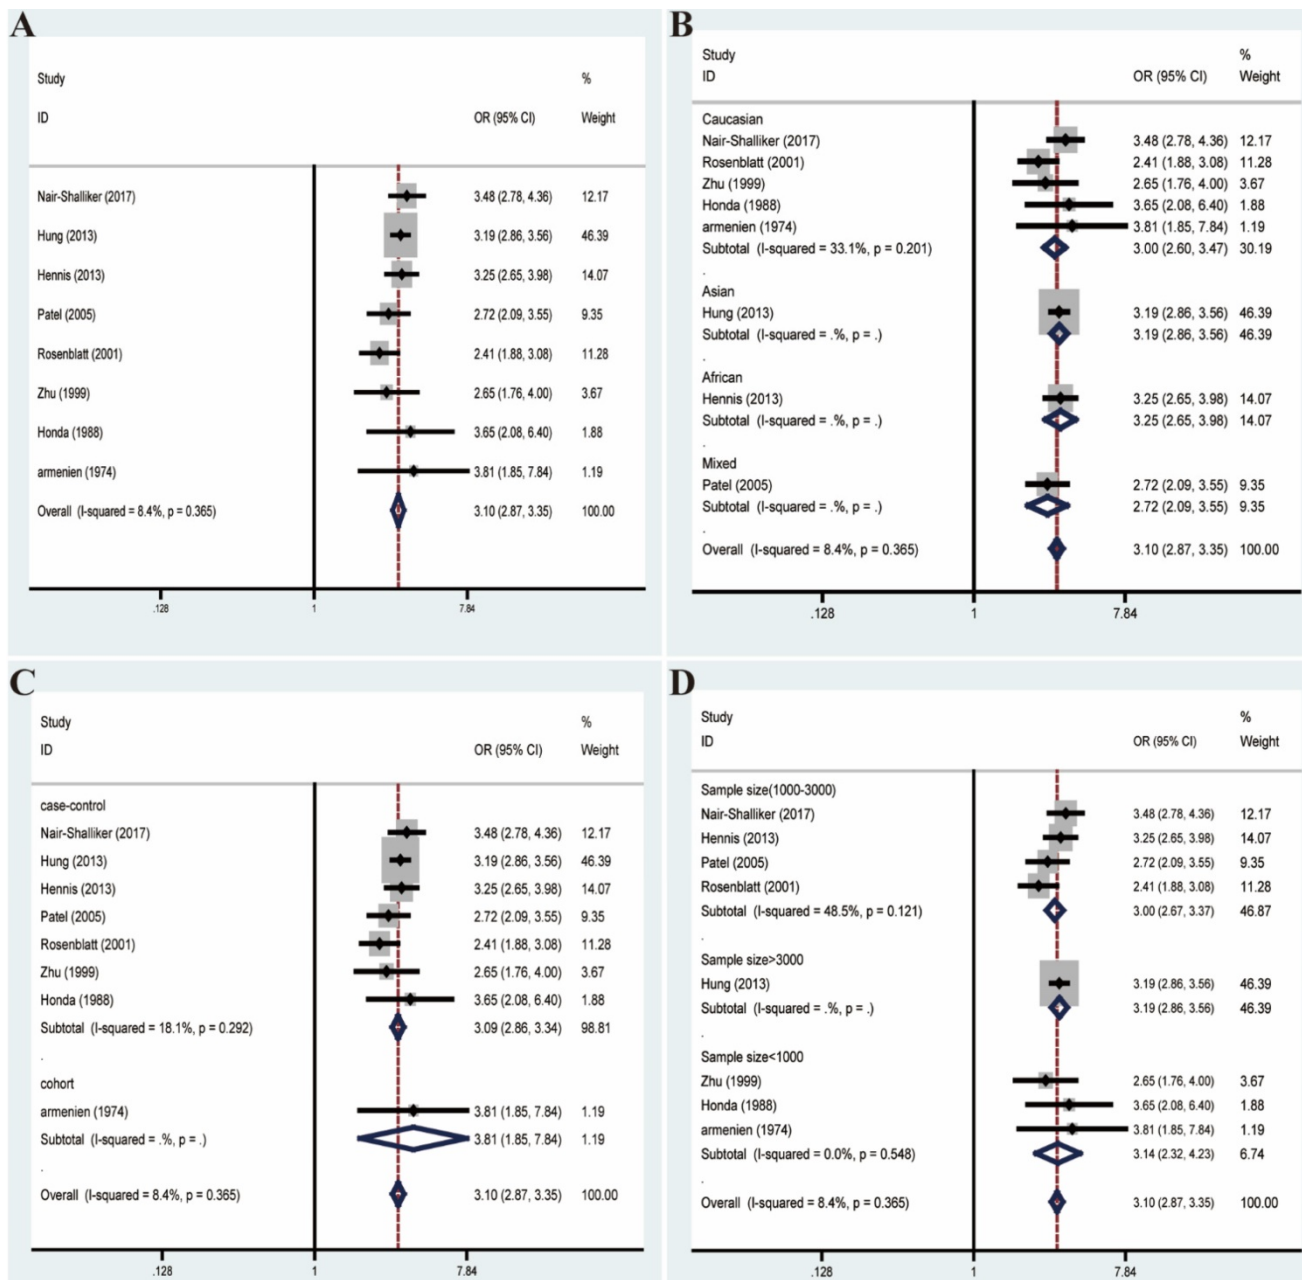 A
Study %
ID OR (95% CI) Weight
Nair-Shalliker (2017) 3.48 (2.78, 4.36) 12.17
Hung (2013) 3.19 (2.86, 3.56) 46.39
Hennis (2013) 3.25 (2.65, 3.98) 14.07
Patel (2005) 2.72 (2.09, 3.55) 9.35
Rosenblatt (2001) 2.41 (1.88, 3.08) 11.28
Zhu (1999) 2.65 (1.76, 4.00) 3.67
Honda (1988) 3.65 (2.08, 6.40) 1.88
armenien (1974) 3.81 (1.85, 7.84) 1.19
Overall (I-squared = 8.4%, p = 0.365) 3.10 (2.87, 3.35) 100.00
.128 1 7.84
B
Study %
ID OR (95% CI) Weight
Caucasian
Nair-Shalliker (2017) 3.48 (2.78, 4.36) 12.17
Rosenblatt (2001) 2.41 (1.88, 3.08) 11.28
Zhu (1999) 2.65 (1.76, 4.00) 3.67
Honda (1988) 3.65 (2.08, 6.40) 1.88
armenien (1974) 3.81 (1.85, 7.84) 1.19
Subtotal (I-squared = 33.1%, p = 0.201) 3.00 (2.60, 3.47) 30.19
.
Asian
Hung (2013) 3.19 (2.86, 3.56) 46.39
Subtotal (I-squared = .%, p = .) 3.19 (2.86, 3.56) 46.39
.
African
Hennis (2013) 3.25 (2.65, 3.98) 14.07
Subtotal (I-squared = .%, p = .) 3.25 (2.65, 3.98) 14.07
.
Mixed
Patel (2005) 2.72 (2.09, 3.55) 9.35
Subtotal (I-squared = .%, p = .) 2.72 (2.09, 3.55) 9.35
.
Overall (I-squared = 8.4%, p = 0.365) 3.10 (2.87, 3.35) 100.00
.128 1 7.84
C
Study %
ID OR (95% CI) Weight
case-control
Nair-Shalliker (2017) 3.48 (2.78, 4.36) 12.17
Hung (2013) 3.19 (2.86, 3.56) 46.39
Hennis (2013) 3.25 (2.65, 3.98) 14.07
Patel (2005) 2.72 (2.09, 3.55) 9.35
Rosenblatt (2001) 2.41 (1.88, 3.08) 11.28
Zhu (1999) 2.65 (1.76, 4.00) 3.67
Honda (1988) 3.65 (2.08, 6.40) 1.88
Subtotal (I-squared = 18.1%, p = 0.292) 3.09 (2.86, 3.34) 98.81
.
cohort
armenien (1974) 3.81 (1.85, 7.84) 1.19
Subtotal (I-squared = .%, p = .) 3.81 (1.85, 7.84) 1.19
.
Overall (I-squared = 8.4%, p = 0.365) 3.10 (2.87, 3.35) 100.00
.128 1 7.84
D
Study %
ID OR (95% CI) Weight
Sample size(1000-3000)
Nair-Shalliker (2017) 3.48 (2.78, 4.36) 12.17
Hennis (2013) 3.25 (2.65, 3.98) 14.07
Patel (2005) 2.72 (2.09, 3.55) 9.35
Rosenblatt (2001) 2.41 (1.88, 3.08) 11.28
Subtotal (I-squared = 48.5%, p = 0.121) 3.00 (2.67, 3.37) 46.87
.
Sample size>3000
Hung (2013) 3.19 (2.86, 3.56) 46.39
Subtotal (I-squared = .%, p = .) 3.19 (2.86, 3.56) 46.39
.
Sample size<1000
Zhu (1999) 2.65 (1.76, 4.00) 3.67
Honda (1988) 3.65 (2.08, 6.40) 1.88
armenien (1974) 3.81 (1.85, 7.84) 1.19
Subtotal (I-squared = 0.0%, p = 0.548) 3.14 (2.32, 4.23) 6.74
.
Overall (I-squared = 8.4%, p = 0.365) 3.10 (2.87, 3.35) 100.00
.128 1 7.84